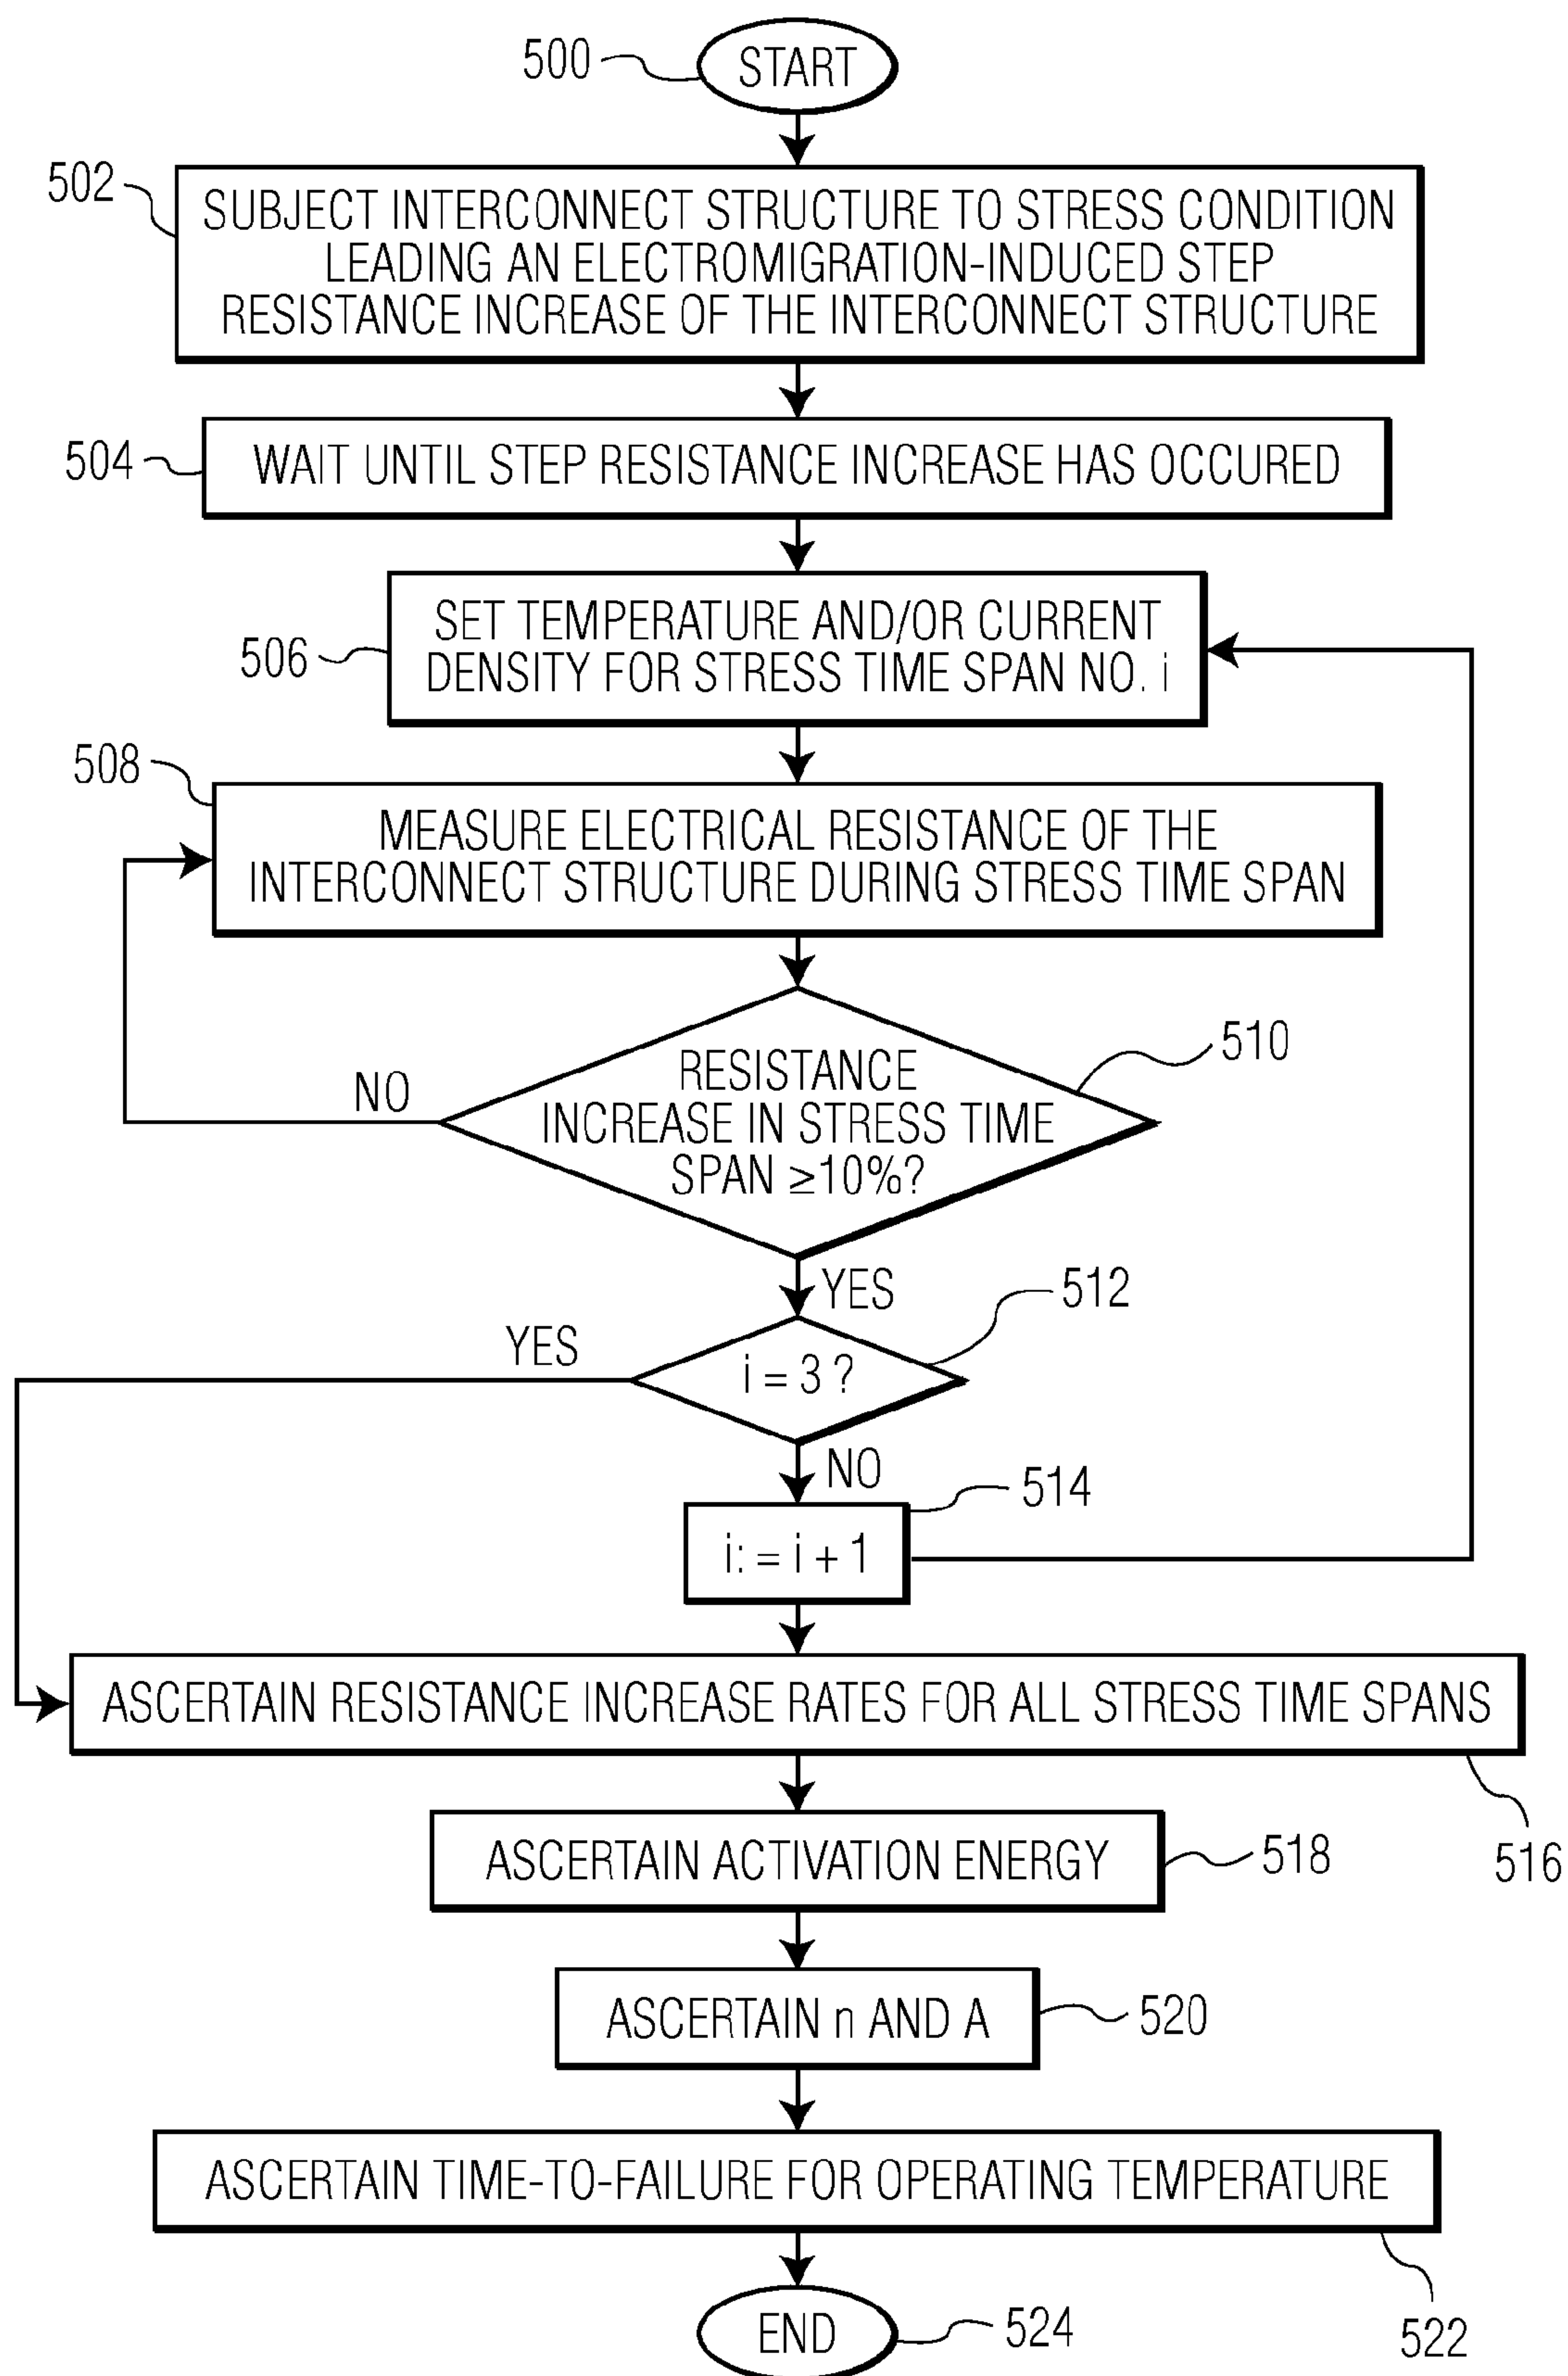 500
START
502
SUBJECT INTERCONNECT STRUCTURE TO STRESS CONDITION
LEADING AN ELECTROMIGRATION-INDUCED STEP
RESISTANCE INCREASE OF THE INTERCONNECT STRUCTURE
504
WAIT UNTIL STEP RESISTANCE INCREASE HAS OCCURED
506
SET TEMPERATURE AND/OR CURRENT
DENSITY FOR STRESS TIME SPAN NO. i
508
MEASURE ELECTRICAL RESISTANCE OF THE
INTERCONNECT STRUCTURE DURING STRESS TIME SPAN
510
RESISTANCE
INCREASE IN STRESS TIME
SPAN ≥10%?
NO
YES
512
i = 3 ?
YES
NO
514
i: = i + 1
ASCERTAIN RESISTANCE INCREASE RATES FOR ALL STRESS TIME SPANS
516
ASCERTAIN ACTIVATION ENERGY
518
ASCERTAIN n AND A
520
ASCERTAIN TIME-TO-FAILURE FOR OPERATING TEMPERATURE
522
END
524